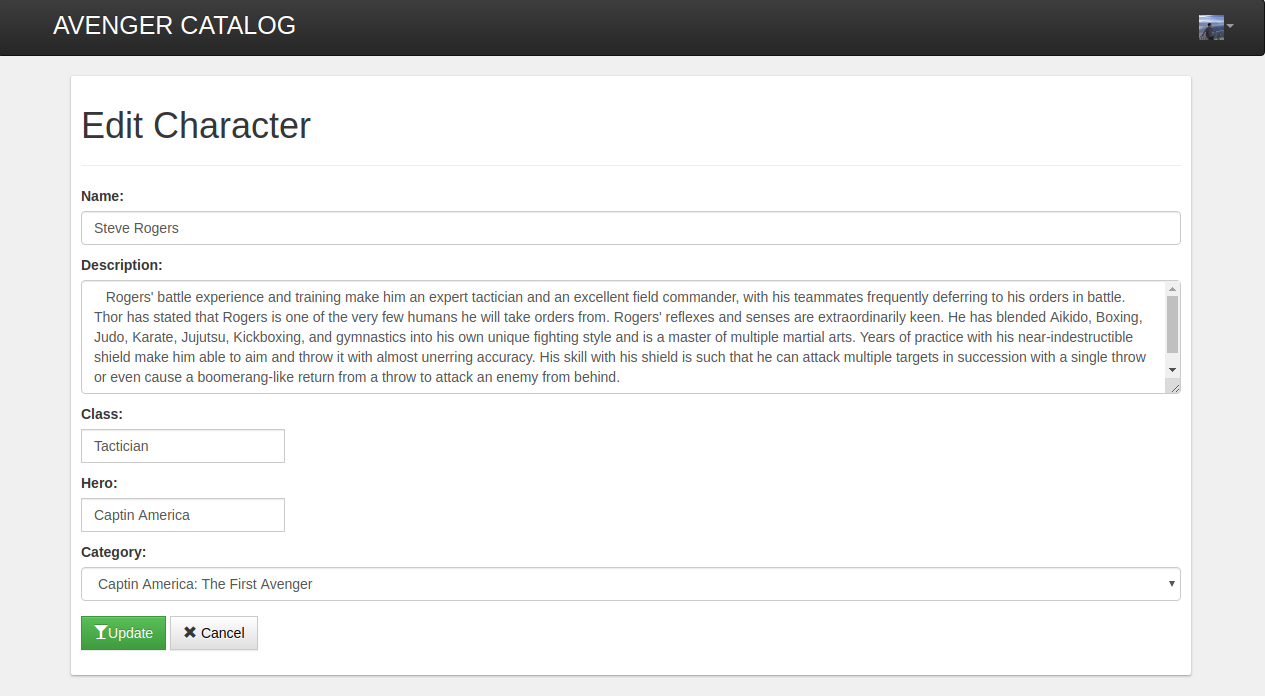 AVENGER CATALOG
Edit Character
Name:
Steve Rogers
Description:
Rogers' battle experience and training make him an expert tactician and an excellent field commander, with his teammates frequently deferring to his orders in battle.
Thor has stated that Rogers is one of the very few humans he will take orders from. Rogers' reflexes and senses are extraordinarily keen. He has blended Aikido, Boxing,
Judo, Karate, Jujutsu, Kickboxing, and gymnastics into his own unique fighting style and is a master of multiple martial arts. Years of practice with his near-indestructible
shield make him able to aim and throw it with almost unerring accuracy. His skill with his shield is such that he can attack multiple targets in succession with a single throw
or even cause a boomerang-like return from a throw to attack an enemy from behind.
Class:
Tactician
Hero:
Captin America
Category:
Captin America: The First Avenger
Update Cancel